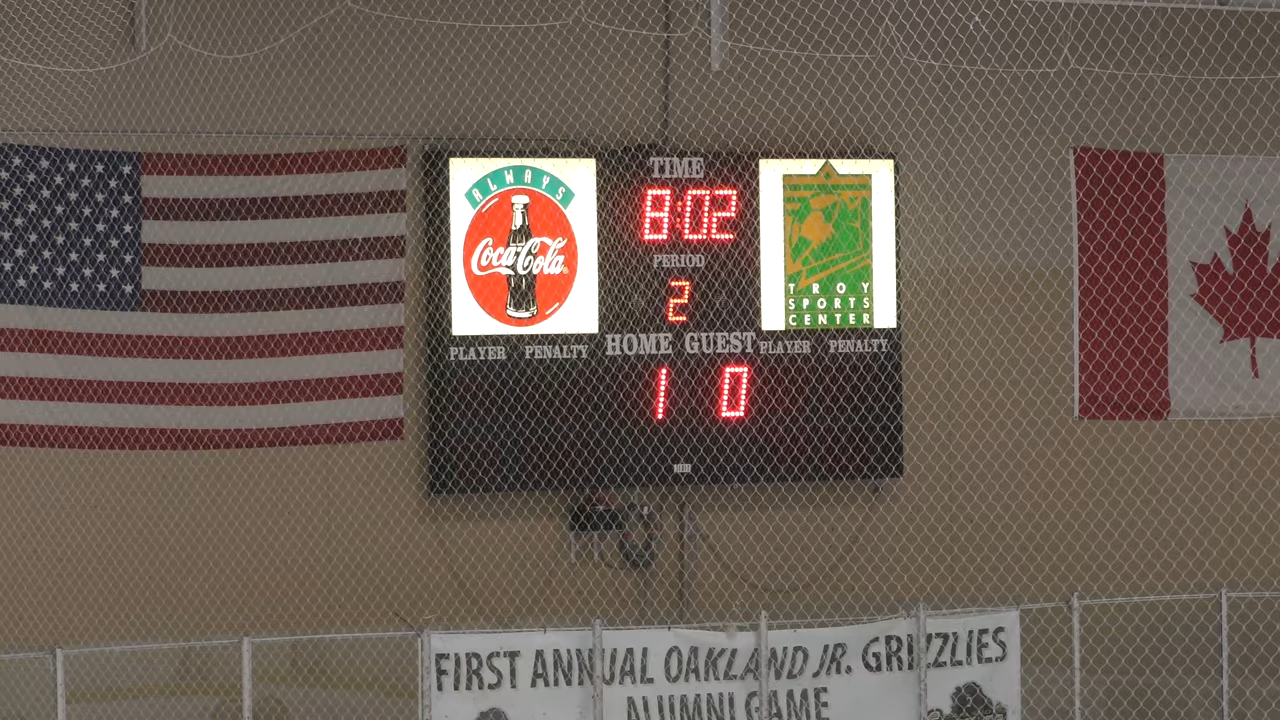 ALWAYS
Coca-Cola
TIME
8:02
PERIOD
2
TROY
SPORTS
CENTER
PLAYER PENALTY
HOME GUEST
PLAYER PENALTY
1 0
FIRST ANNUAL OAKLAND JR. GRIZZLIES
ALUMNI GAME